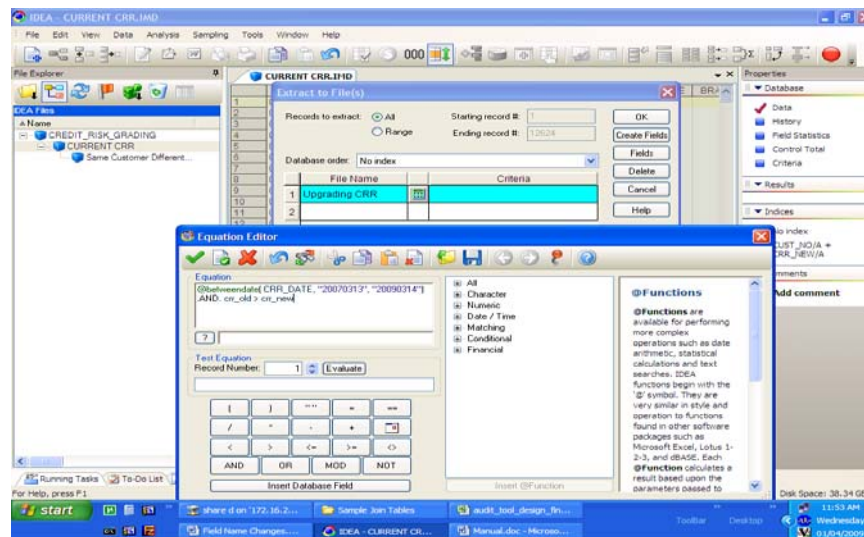 IDEA - CURRENT CRR.IMD
File Edit View Data Analysis Sampling Tools Window Help
File Explorer
IDEA Files
Name
CREDIT_RISK_GRADING
CURRENT CRR
Same Customer Different...
CURRENT CRR.IMD
BRA
Extract to File(s)
Records to extract: All
Range
Starting record #: 1
Ending record #: 12624
Database order: No index
File Name Criteria
1 Upgrading CRR
2
OK
Create Fields
Fields
Delete
Cancel
Help
Properties
Database
Data
History
Field Statistics
Control Total
Criteria
Results
Indices
No index
CUST_NO/A +
CRR_NEW/A
Add comment
Equation Editor
Equation
@betweendate( CRR_DATE, "20070313", "20090314")
.AND. crr_old > crr_new
?
Test Equation
Record Number: 1 Evaluate
AND OR MOD NOT
Insert Database Field
All
Character
Numeric
Date / Time
Matching
Conditional
Financial
Insert @Function
@Functions
@Functions are
available for performing
more complex
operations such as date
arithmetic, statistical
calculations and text
searches. IDEA
functions begin with the
'@' symbol. They are
very similar in style and
operation to functions
found in other software
packages such as
Microsoft Excel, Lotus 1-
2-3, and dBASE. Each
@Function calculates a
result based upon the
parameters passed to
Running Tasks To-Do List
For Help, press F1
Disk Space: 38.34 GB
start
share d on '172.16.2...
Sample Join Tables
audit_tool_design_fin...
Field Name Changes....
IDEA - CURRENT CR...
Manual.doc - Microso...
ToolBar Desktop
11:53 AM
Wednesday
01/04/2009